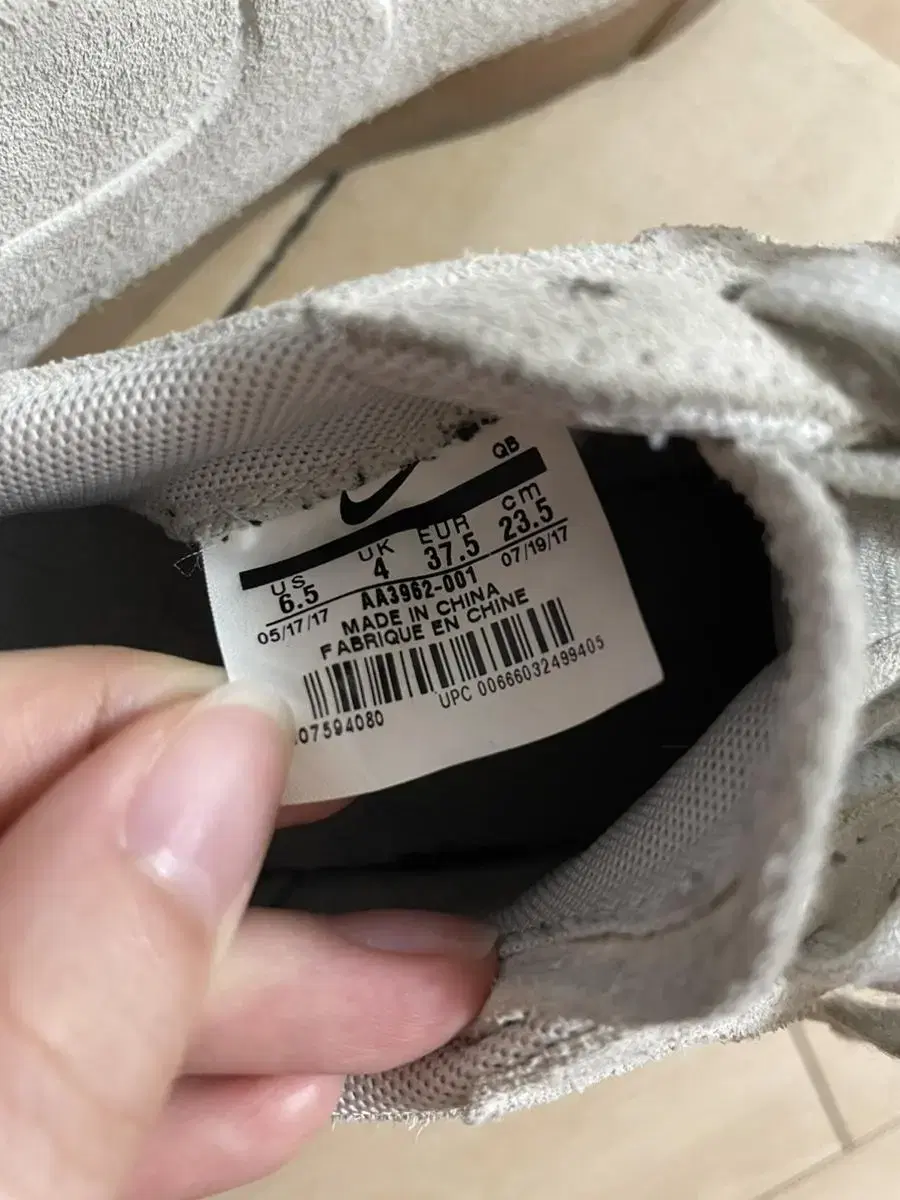 QB
US UK EUR cm
6.5 4 37.5 23.5
05/17/17 AA3962-001 07/19/17
MADE IN CHINA
FABRIQUE EN CHINE
07594080 UPC 00666032499405